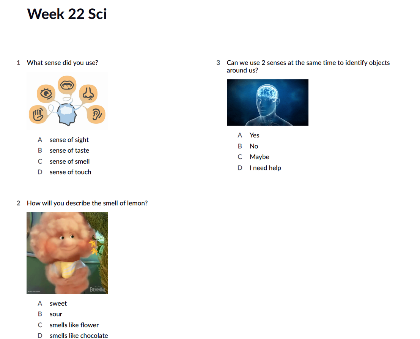 Week 22 Sci
1 What sense did you use?
A sense of sight
B sense of taste
C sense of smell
D sense of touch
2 How will you describe the smell of lemon?
A sweet
B sour
C smells like flower
D smells like chocolate
3 Can we use 2 senses at the same time to identify objects
around us?
A Yes
B No
C Maybe
D I need help